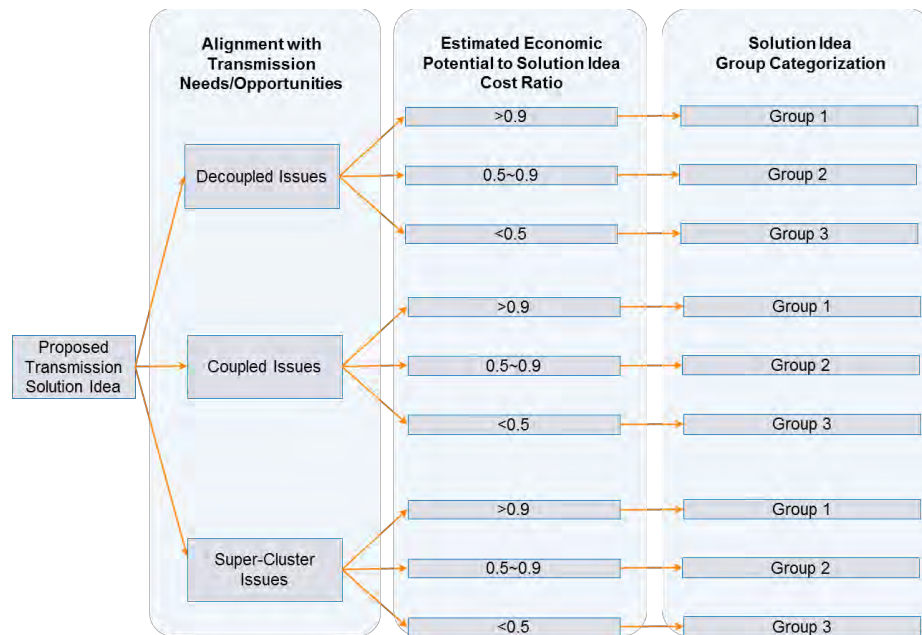 Alignment with
Transmission
Needs/Opportunities
Estimated Economic
Potential to Solution Idea
Cost Ratio
Solution Idea
Group Categorization
Proposed
Transmission
Solution Idea
Decoupled Issues
>0.9
Group 1
0.5~0.9
Group 2
<0.5
Group 3
Coupled Issues
>0.9
Group 1
0.5~0.9
Group 2
<0.5
Group 3
Super-Cluster
Issues
>0.9
Group 1
0.5~0.9
Group 2
<0.5
Group 3